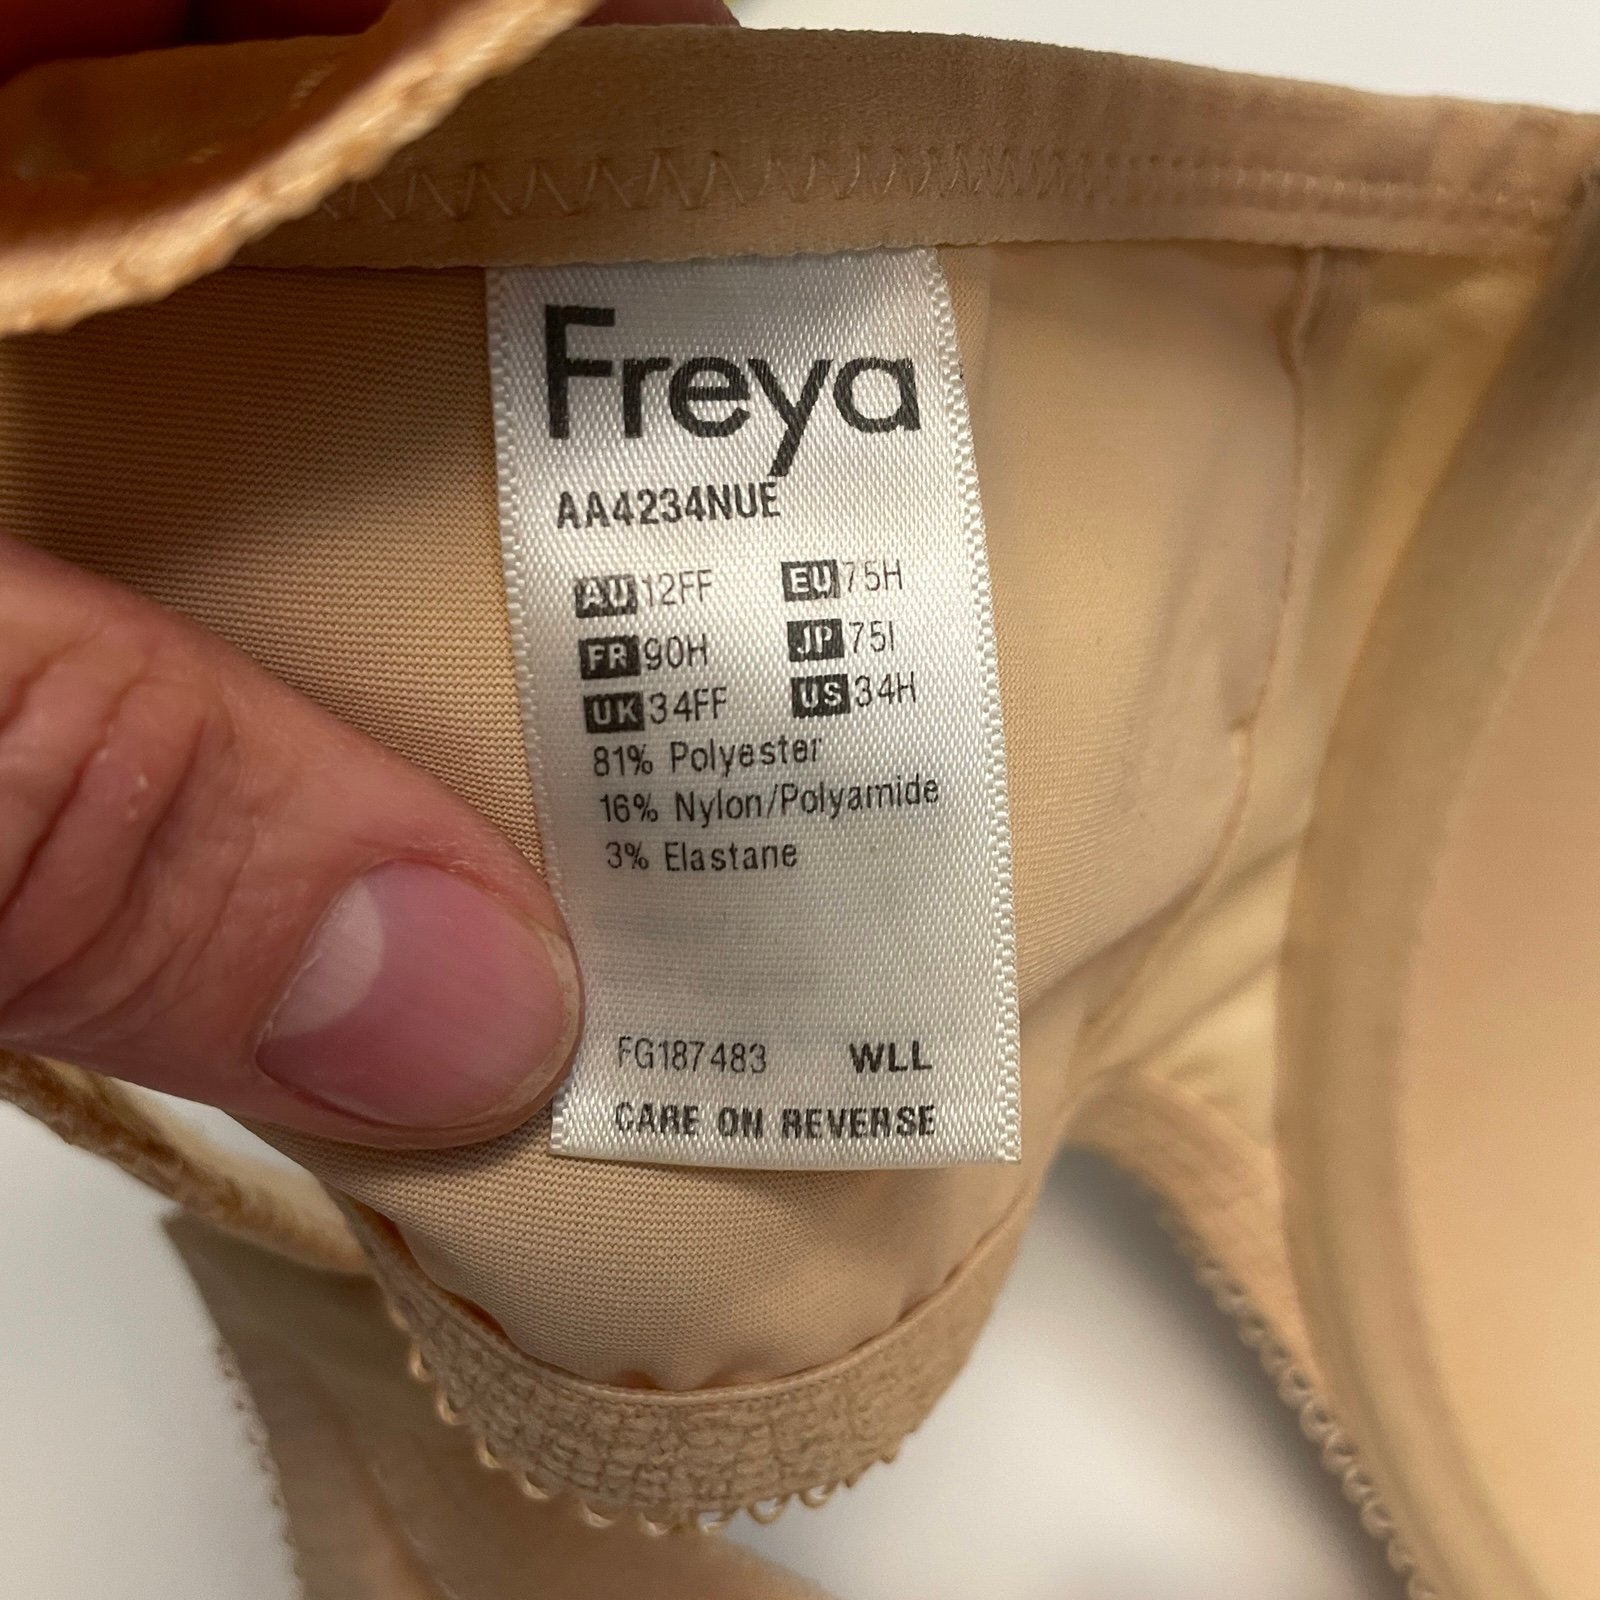 Freya
AA4234NUE
AU 12FF EU 75H
FR 90H JP 75I
UK 34FF US 34H
81% Polyester
16% Nylon/Polyamide
3% Elastane
FG187483 WLL
CARE ON REVERSE